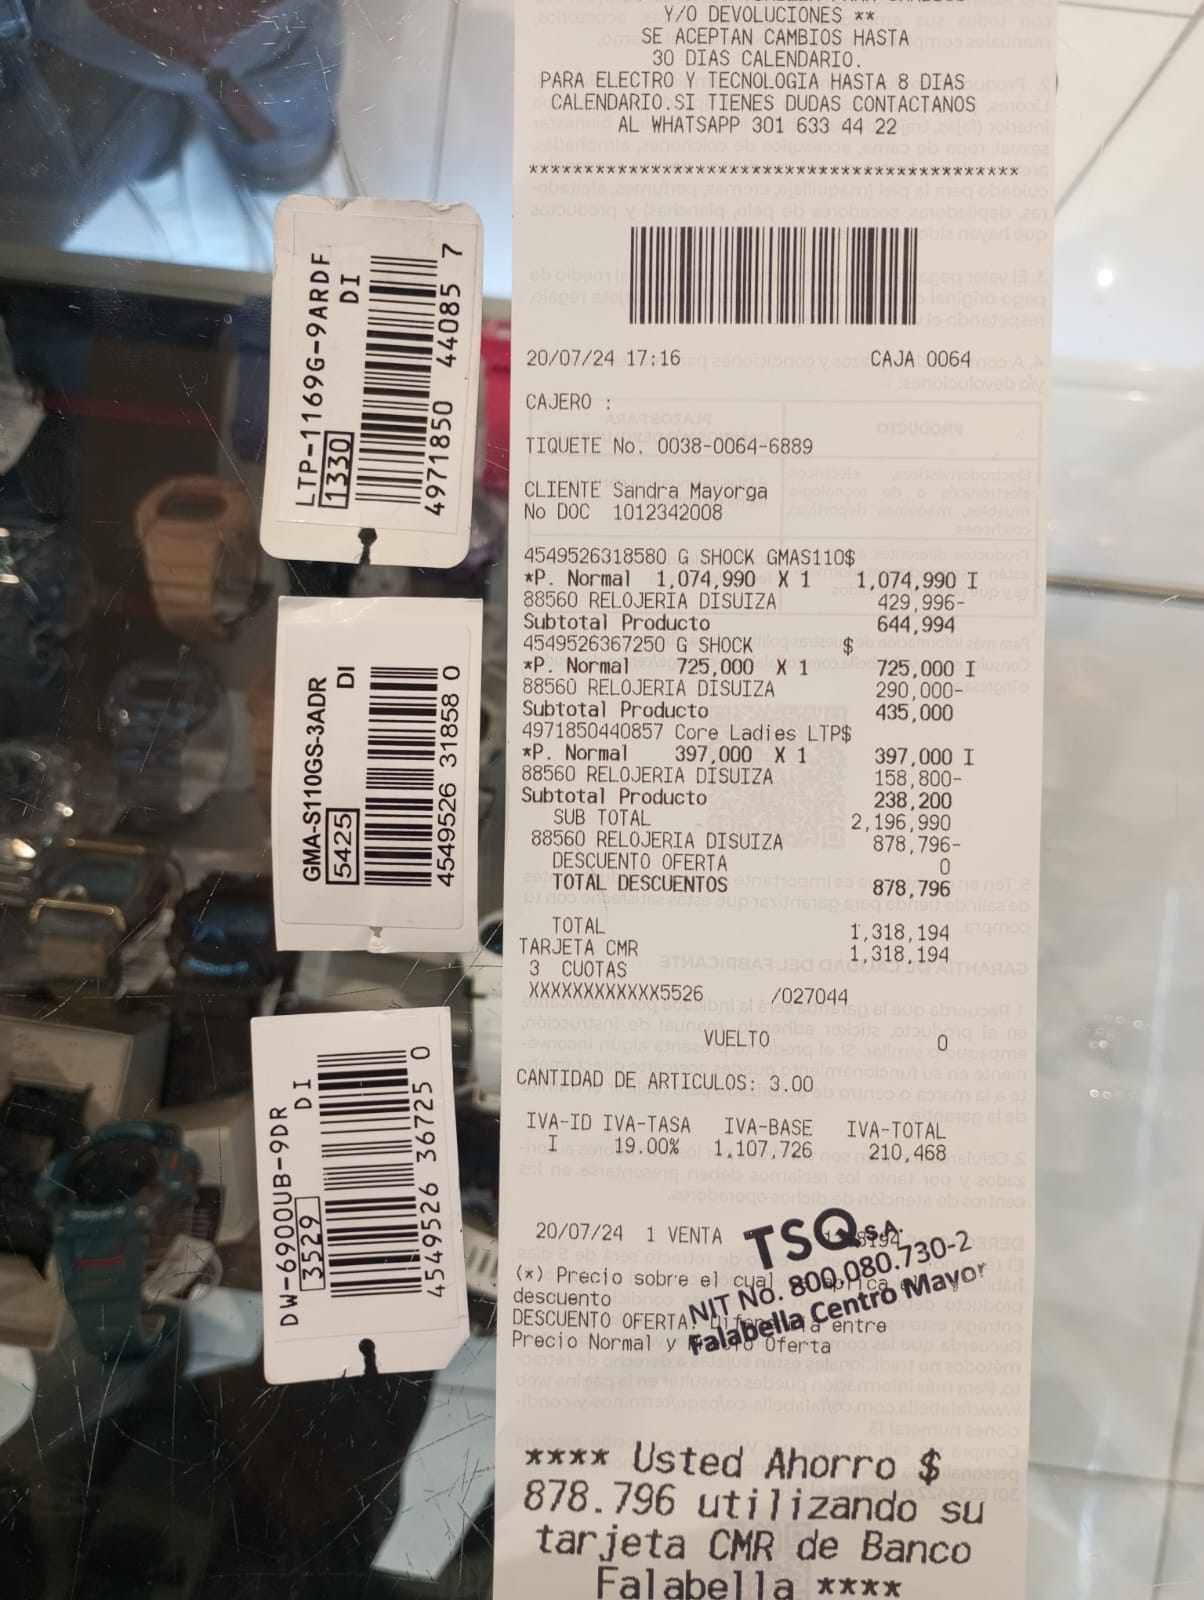 Y/O DEVOLUCIONES **
SE ACEPTAN CAMBIOS HASTA
30 DIAS CALENDARIO.
PARA ELECTRO Y TECNOLOGIA HASTA 8 DIAS
CALENDARIO.SI TIENES DUDAS CONTACTANOS
AL WHATSAPP 301 633 44 22
********************************************
20/07/24 17:16 CAJA 0064
CAJERO :
TIQUETE No. 0038-0064-6889
CLIENTE Sandra Mayorga
No DOC 1012342008
4549526318580 G SHOCK GMAS110$
*P. Normal 1,074,990 X 1 1,074,990 I
88560 RELOJERIA DISUIZA 429,996-
Subtotal Producto 644,994
4549526367250 G SHOCK $
*P. Normal 725,000 X 1 725,000 I
88560 RELOJERIA DISUIZA 290,000-
Subtotal Producto 435,000
4971850440857 Core Ladies LTP$
*P. Normal 397,000 X 1 397,000 I
88560 RELOJERIA DISUIZA 158,800-
Subtotal Producto 238,200
SUB TOTAL 2,196,990
88560 RELOJERIA DISUIZA 878,796-
DESCUENTO OFERTA 0
TOTAL DESCUENTOS 878,796
TOTAL 1,318,194
TARJETA CMR 1,318,194
3 CUOTAS
XXXXXXXXXXXX5526 /027044
VUELTO 0
CANTIDAD DE ARTICULOS: 3.00
IVA-ID IVA-TASA IVA-BASE IVA-TOTAL
I 19.00% 1,107,726 210,468
20/07/24 1 VENTA
TSQ S.A.
NIT No. 800.080.730-2
Falabella Centro Mayor
(*) Precio sobre el cual
descuento
DESCUENTO OFERTA: Diferencia entre
Precio Normal y Oferta
**** Usted Ahorro $
878.796 utilizando su
tarjeta CMR de Banco
Falabella ****
LTP-1169G-9ARDF
DI
1330
4971850 44085 7
GMA-S110GS-3ADR
DI
5425
4549526 31858 0
DW-6900UB-9DR
DI
3529
4549526 36725 0